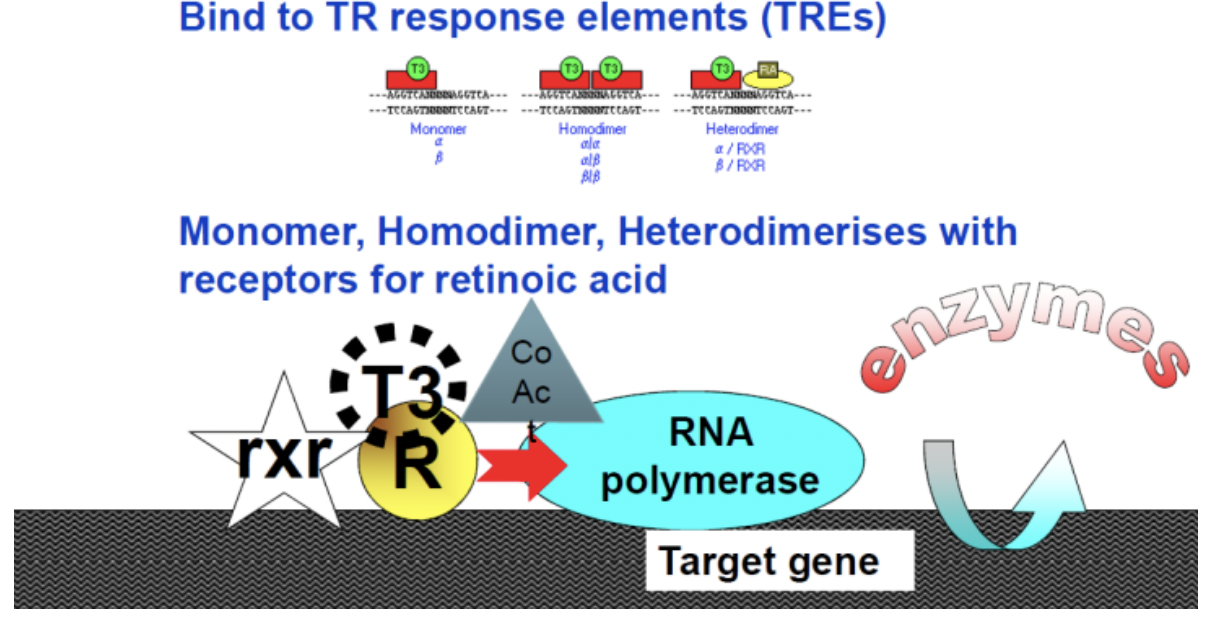 Bind to TR response elements (TREs)
T3 T3 T3 T3 RA
---AGGTCANNNNAGGTCA--- ---AGGTCANNNNAGGTCA--- ---AGGTCANNNNAGGTCA---
---TCCAGTNNNNTCCAGT--- ---TCCAGTNNNNTCCAGT--- ---TCCAGTNNNNTCCAGT---
Monomer Homodimer Heterodimer
α α/α α / RXR
β α/β β / RXR
β/β
Monomer, Homodimer, Heterodimerises with
receptors for retinoic acid
enzymes
Co
Ac
t
T3
rxr
R
RNA
polymerase
Target gene